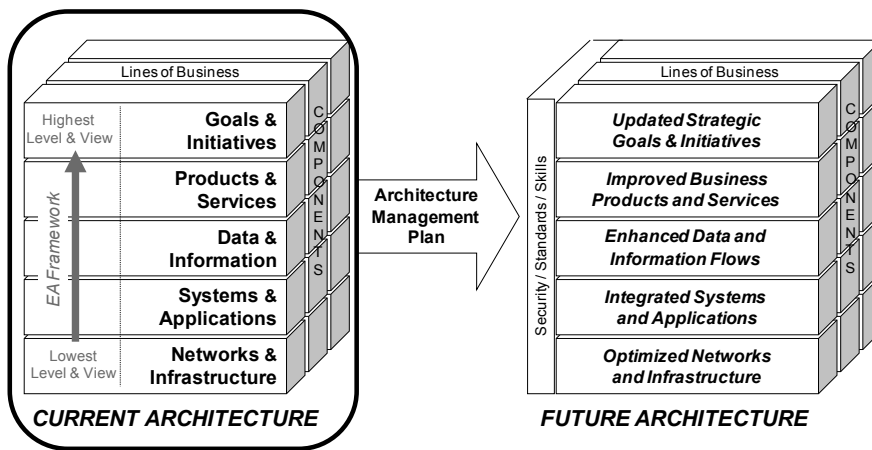 Lines of Business
Highest
Level & View
EA Framework
Lowest
Level & View
Goals &
Initiatives
Products &
Services
Data &
Information
Systems &
Applications
Networks &
Infrastructure
COMPONENTS
CURRENT ARCHITECTURE
Architecture
Management
Plan
Lines of Business
Security / Standards / Skills
Updated Strategic
Goals & Initiatives
Improved Business
Products and Services
Enhanced Data and
Information Flows
Integrated Systems
and Applications
Optimized Networks
and Infrastructure
COMPONENTS
FUTURE ARCHITECTURE